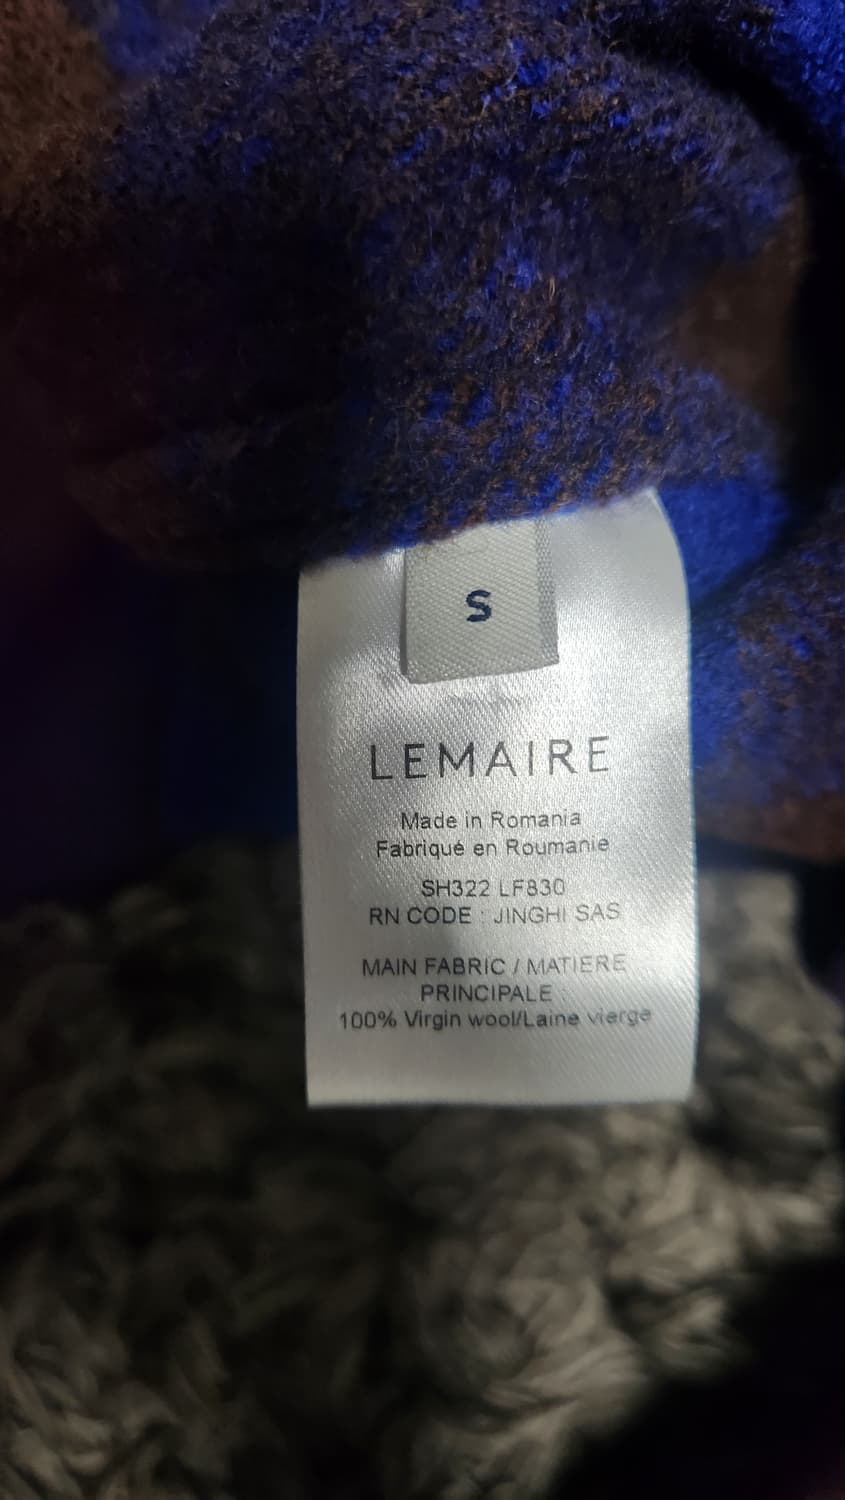 S
LEMAIRE
Made in Romania
Fabriqué en Roumanie
SH322 LF830
RN CODE : JINGHI SAS
MAIN FABRIC / MATIERE
PRINCIPALE :
100% Virgin wool/Laine vierge